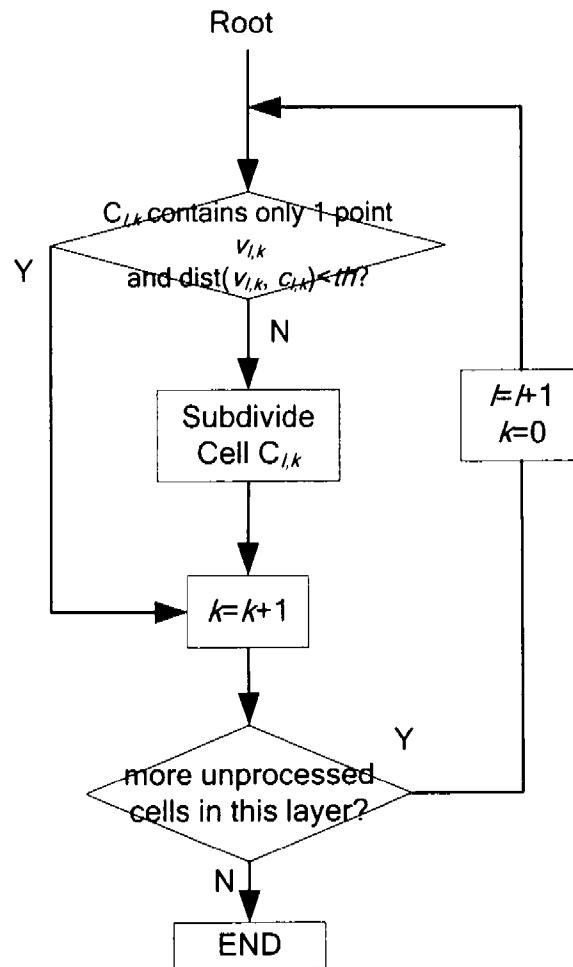 Root
C_{l,k} contains only 1 point
v_{l,k}
and dist(v_{l,k}, c_{l,k})<th?
Y
N
Subdivide
Cell C_{l,k}
l=l+1
k=0
k=k+1
Y
more unprocessed
cells in this layer?
N
END